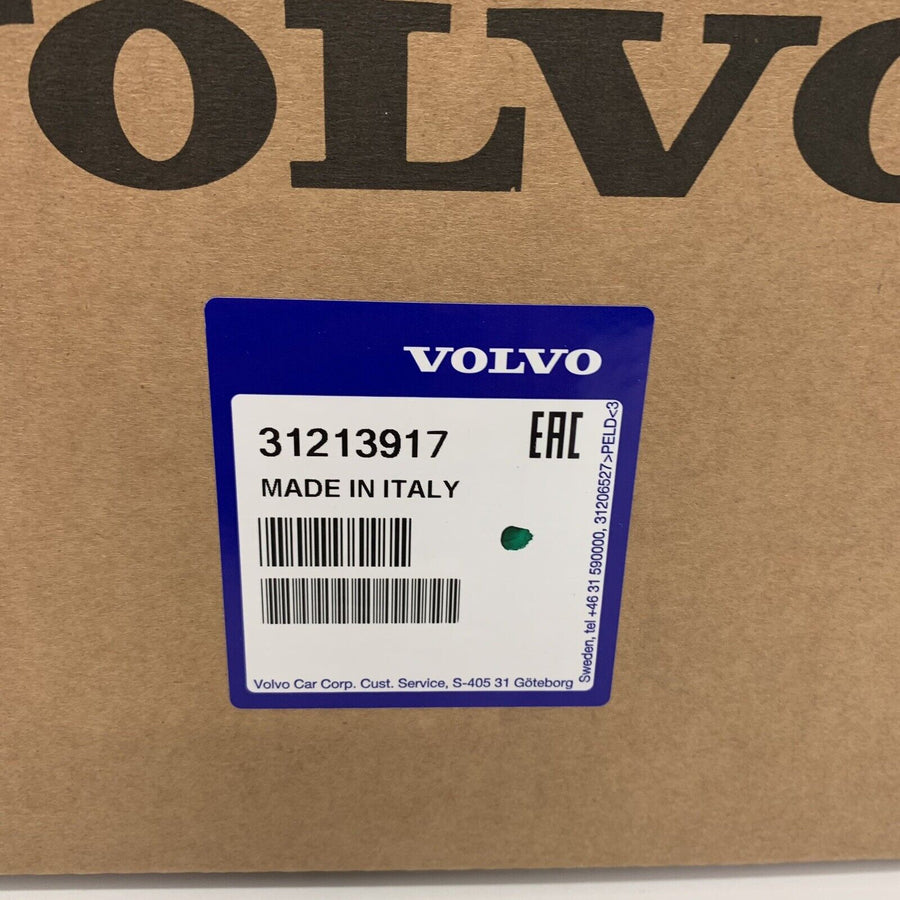 VOLVO
VOLVO
31213917
EAC
MADE IN ITALY
Volvo Car Corp. Cust. Service, S-405 31 Göteborg
Sweden, tel +46 31 590000, 31206527>PELD<3